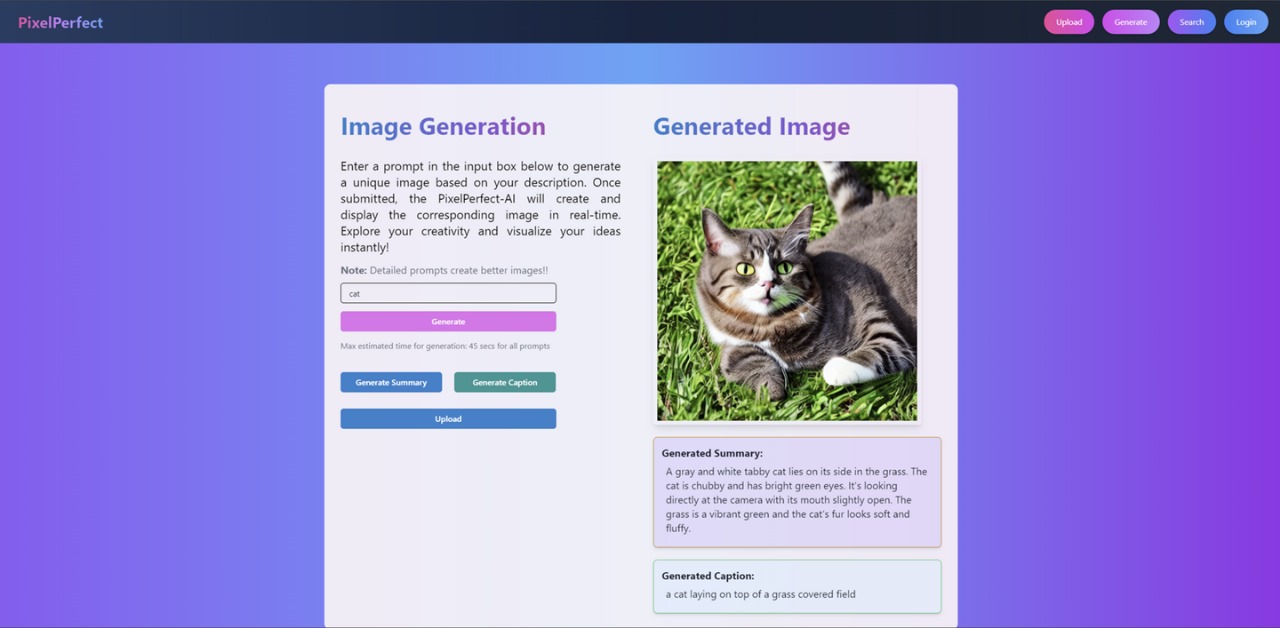 PixelPerfect
Upload
Generate
Search
Login
Image Generation
Enter a prompt in the input box below to generate
a unique image based on your description. Once
submitted, the PixelPerfect-AI will create and
display the corresponding image in real-time.
Explore your creativity and visualize your ideas
instantly!
Note: Detailed prompts create better images!!
cat
Generate
Max estimated time for generation: 45 secs for all prompts
Generate Summary
Generate Caption
Upload
Generated Image
Generated Summary:
A gray and white tabby cat lies on its side in the grass. The
cat is chubby and has bright green eyes. It's looking
directly at the camera with its mouth slightly open. The
grass is a vibrant green and the cat's fur looks soft and
fluffy.
Generated Caption:
a cat laying on top of a grass covered field